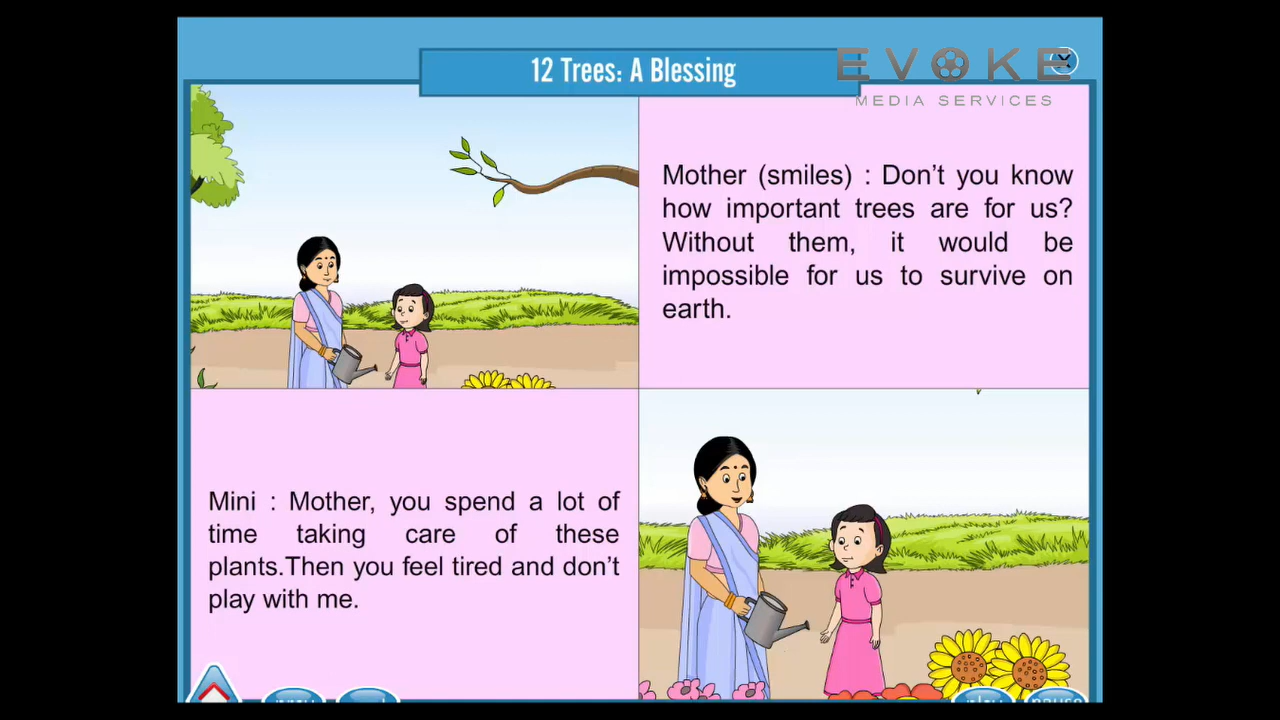 EVOKE
MEDIA SERVICES
12 Trees: A Blessing
Mother (smiles) : Don't you know
how important trees are for us?
Without them, it would be
impossible for us to survive on
earth.
Mini : Mother, you spend a lot of
time taking care of these
plants.Then you feel tired and don't
play with me.